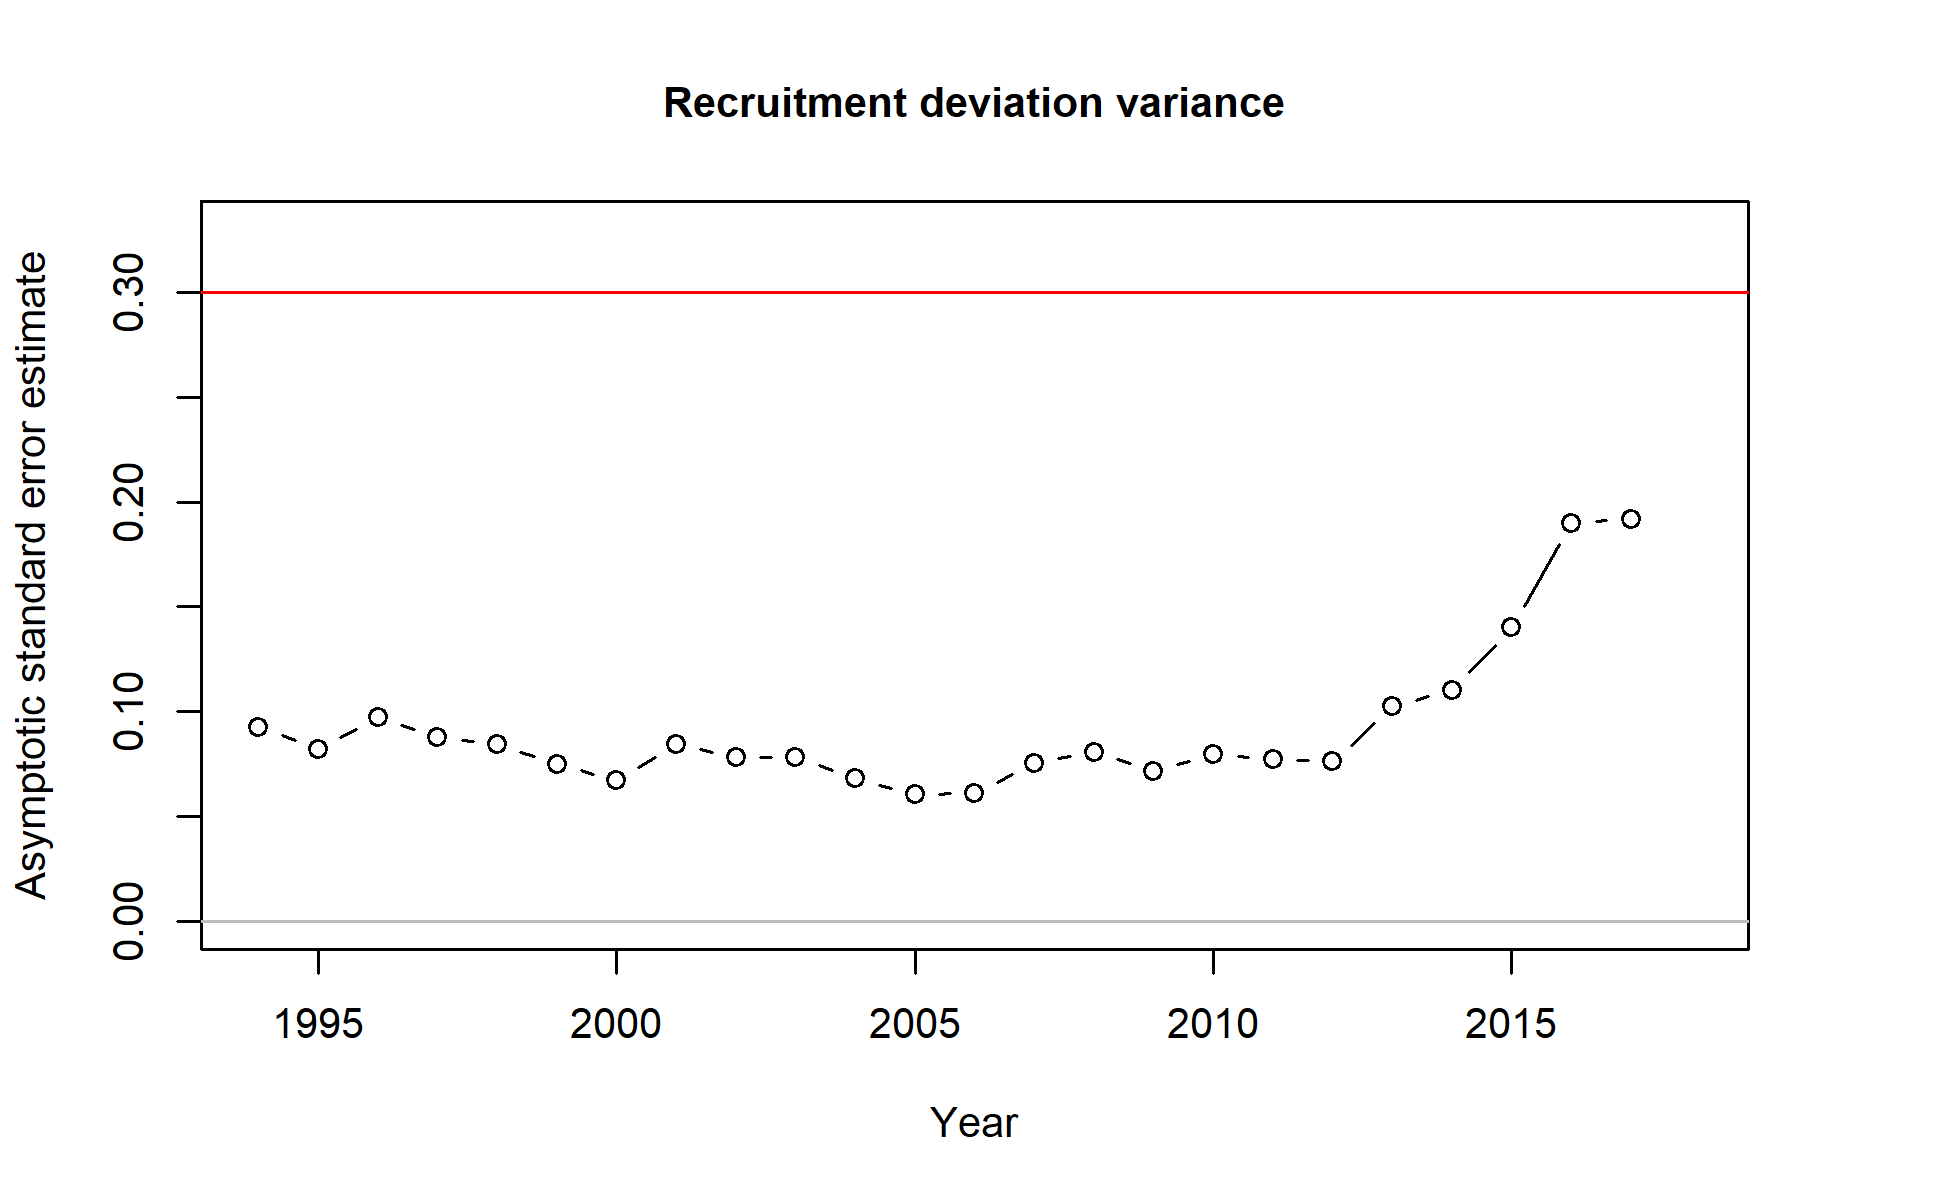 Recruitment deviation variance
Asymptotic standard error estimate
0.30
0.20
0.10
0.00
1995 2000 2005 2010 2015
Year